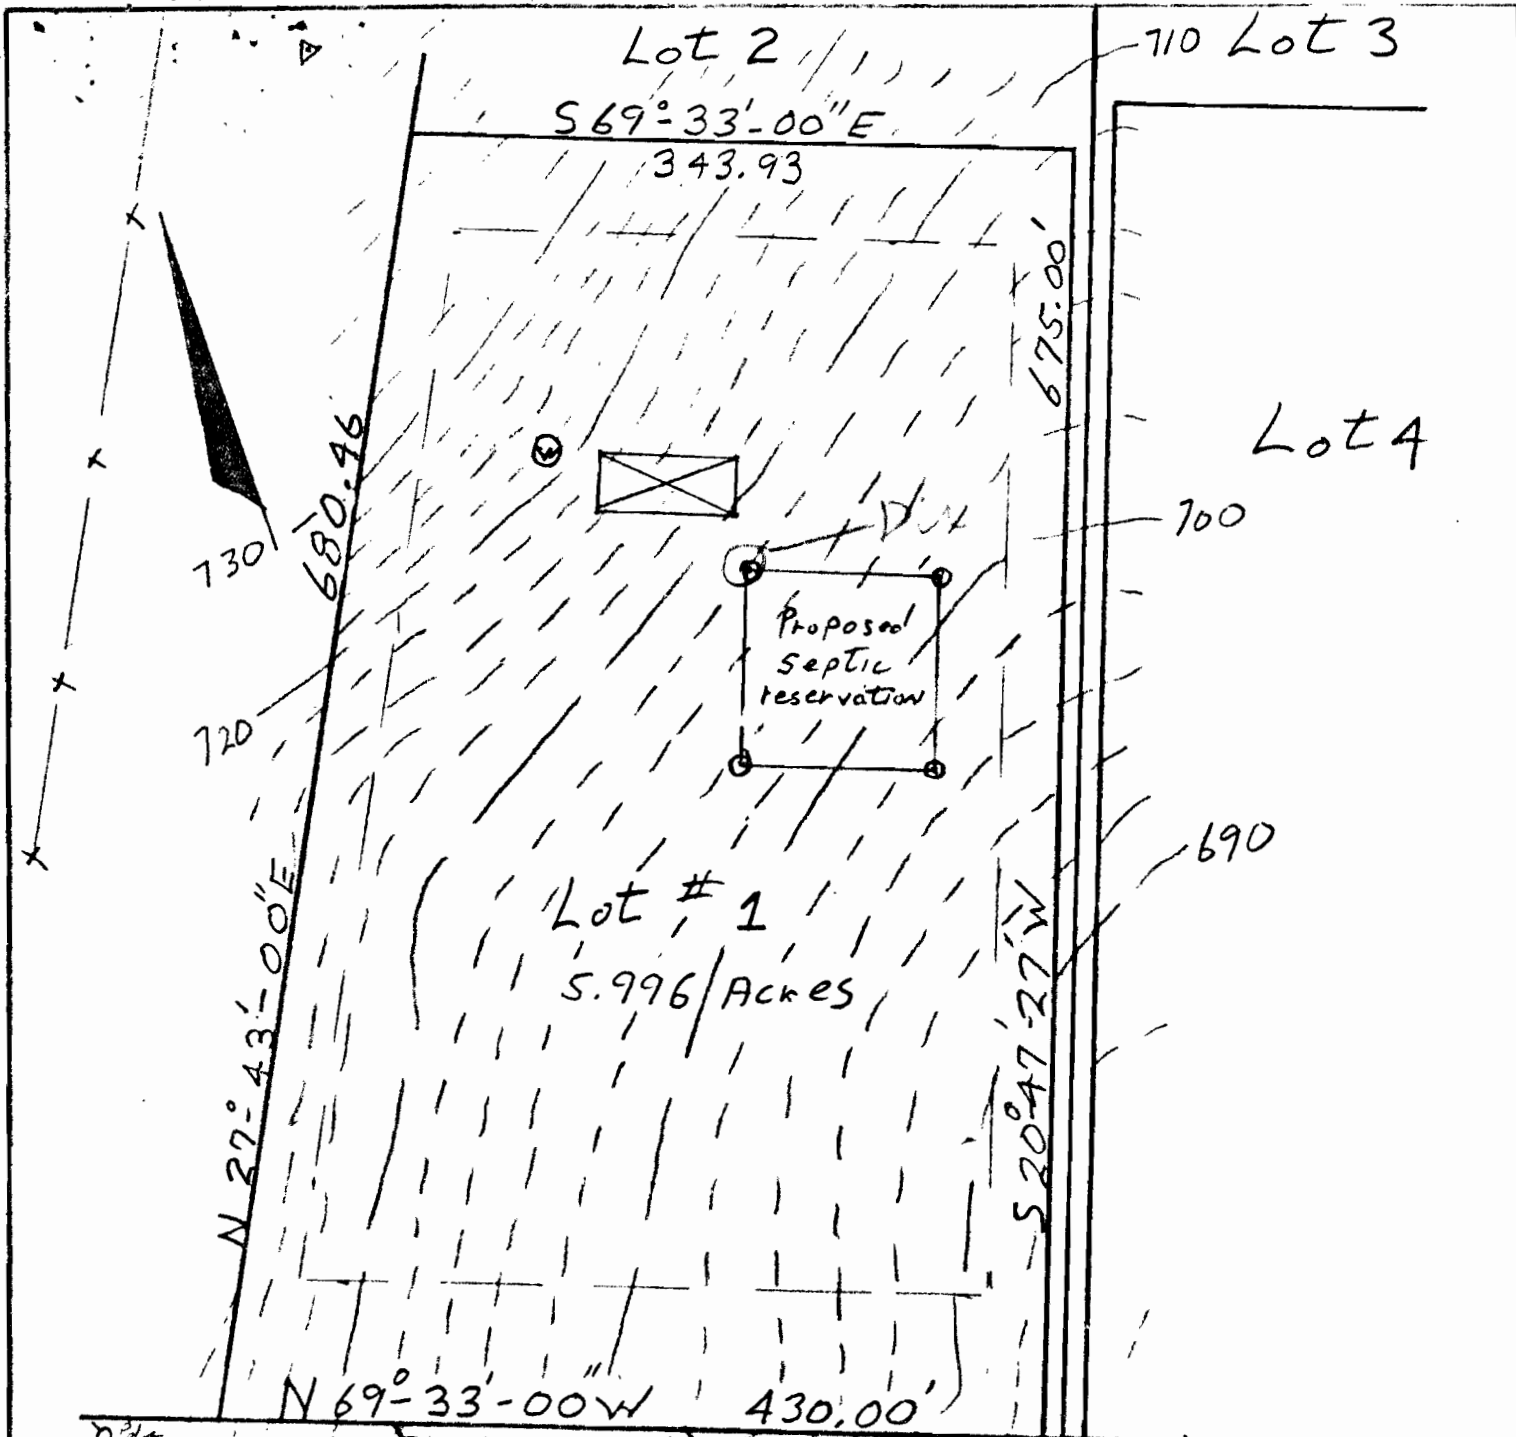 Lot 2
710 Lot 3
S 69°-33'-00" E
343.93
675.00'
Lot 4
680.46
700
730
Proposed
septic
reservation
720
690
Lot # 1
5.996 Acres
N 27°-43'-00" E
S 20°-47'-27" W
N 69°-33'-00" W 430.00'
W